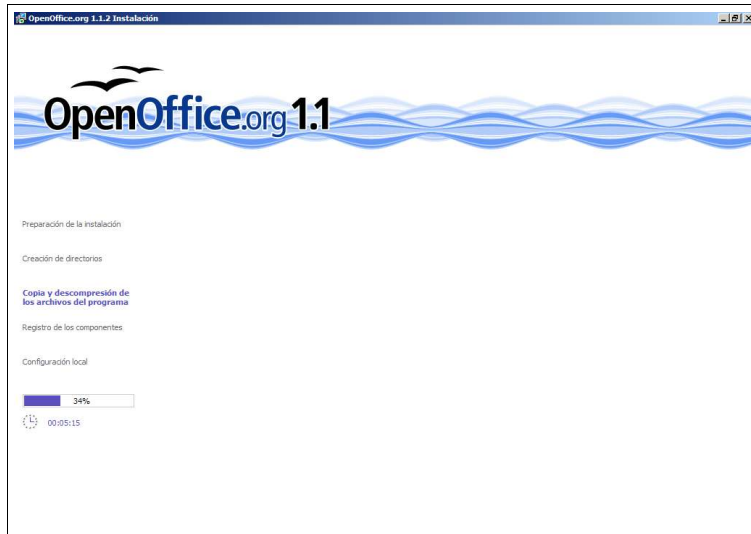 OpenOffice.org 1.1.2 Instalación
OpenOffice.org 1.1
Preparación de la instalación
Creación de directorios
Copia y descompresión de
los archivos del programa
Registro de los componentes
Configuración local
34%
00:05:15